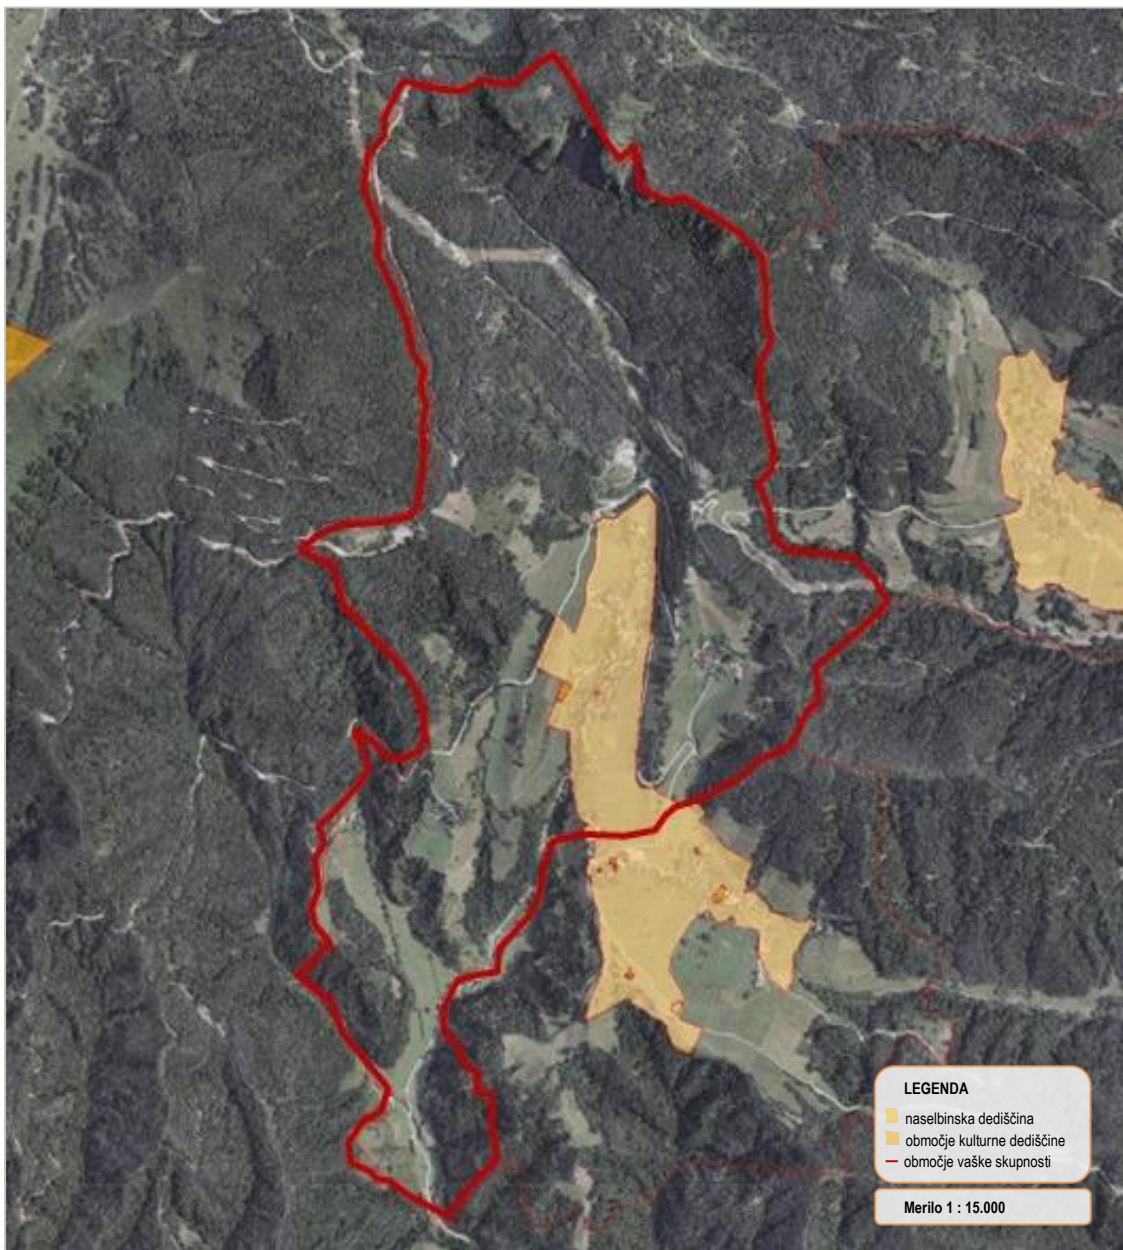 LEGENDA
naselbinska dediščina
območje kulturne dediščine
območje vaške skupnosti
Merilo 1 : 15.000